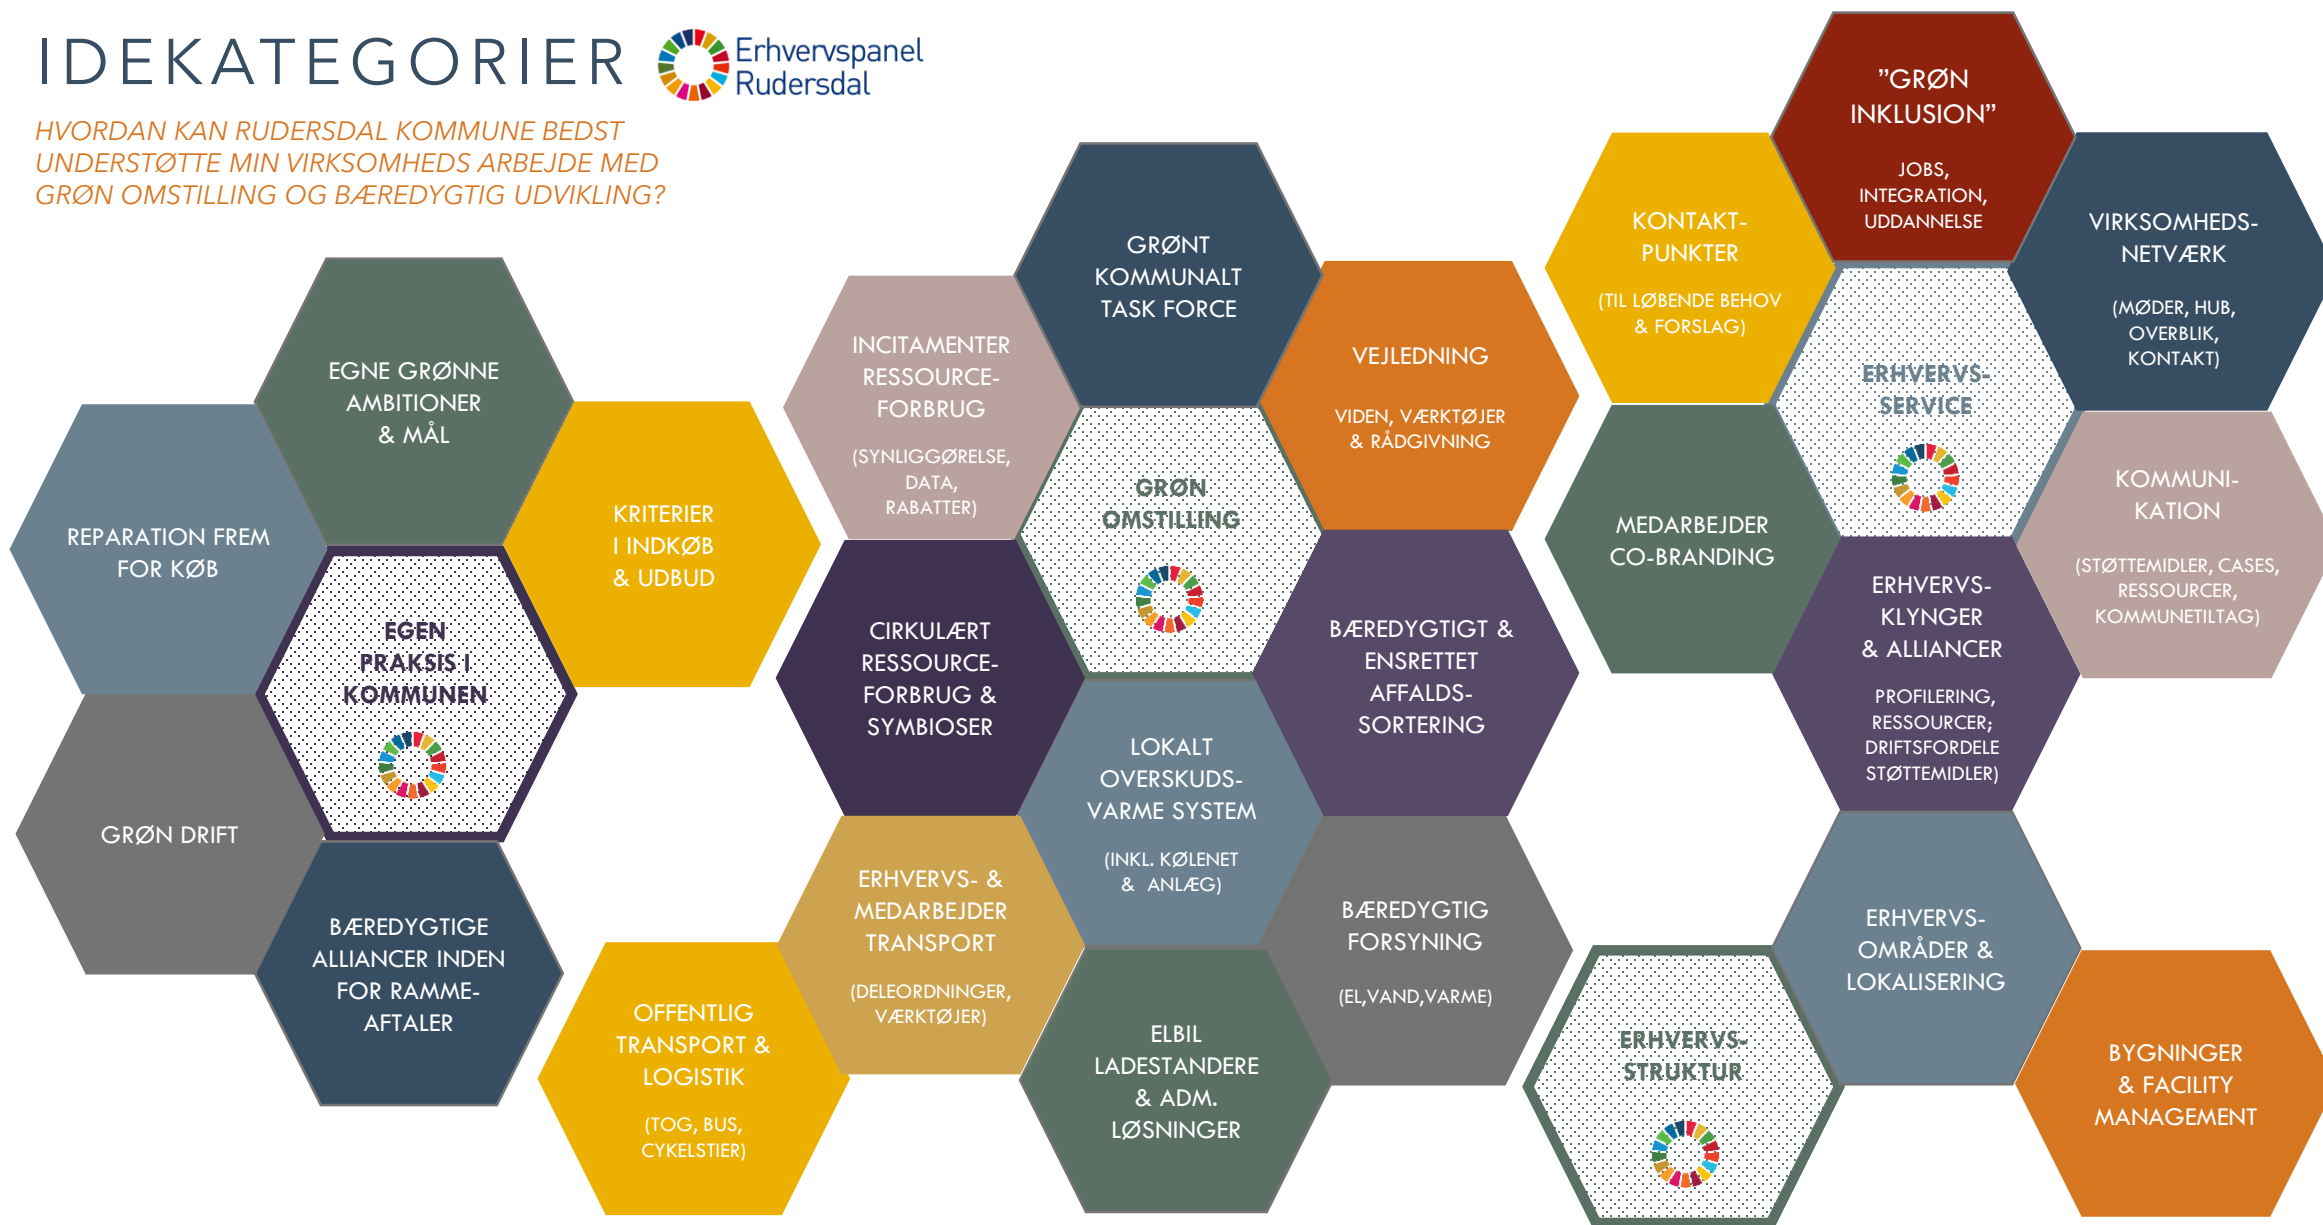 IDEKATEGORIER
Erhvervspanel
Rudersdal
HVORDAN KAN RUDERSDAL KOMMUNE BEDST
UNDERSTØTTE MIN VIRKSOMHEDS ARBEJDE MED
GRØN OMSTILLING OG BÆREDYGTIG UDVIKLING?
EGNE GRØNNE
AMBITIONER
& MÅL
REPARATION FREM
FOR KØB
KRITERIER
I INDKØB
& UDBUD
EGEN
PRAKSIS I
KOMMUNEN
GRØN DRIFT
BÆREDYGTIGE
ALLIANCER INDEN
FOR RAMME-
AFTALER
GRØNT
KOMMUNALT
TASK FORCE
INCITAMENTER
RESSOURCE-
FORBRUG
(SYNLIGGØRELSE,
DATA,
RABATTER)
VEJLEDNING
VIDEN, VÆRKTØJER
& RÅDGIVNING
GRØN
OMSTILLING
CIRKULÆRT
RESSOURCE-
FORBRUG &
SYMBIOSER
BÆREDYGTIGT &
ENSRETTET
AFFALDS-
SORTERING
LOKALT
OVERSKUDS-
VARME SYSTEM
(INKL. KØLENET
& ANLÆG)
ERHVERVS- &
MEDARBEJDER
TRANSPORT
(DELEORDNINGER,
VÆRKTØJER)
BÆREDYGTIG
FORSYNING
(EL,VAND,VARME)
OFFENTLIG
TRANSPORT &
LOGISTIK
(TOG, BUS,
CYKELSTIER)
ELBIL
LADESTANDERE
& ADM.
LØSNINGER
"GRØN
INKLUSION"
JOBS,
INTEGRATION,
UDDANNELSE
KONTAKT-
PUNKTER
(TIL LØBENDE BEHOV
& FORSLAG)
VIRKSOMHEDS-
NETVÆRK
(MØDER, HUB,
OVERBLIK,
KONTAKT)
ERHVERVS-
SERVICE
MEDARBEJDER
CO-BRANDING
KOMMUNI-
KATION
(STØTTEMIDLER, CASES,
RESSOURCER,
KOMMUNETILTAG)
ERHVERVS-
KLYNGER
& ALLIANCER
PROFILERING,
RESSOURCER;
DRIFTSFORDELE
STØTTEMIDLER)
ERHVERVS-
OMRÅDER &
LOKALISERING
ERHVERVS-
STRUKTUR
BYGNINGER
& FACILITY
MANAGEMENT